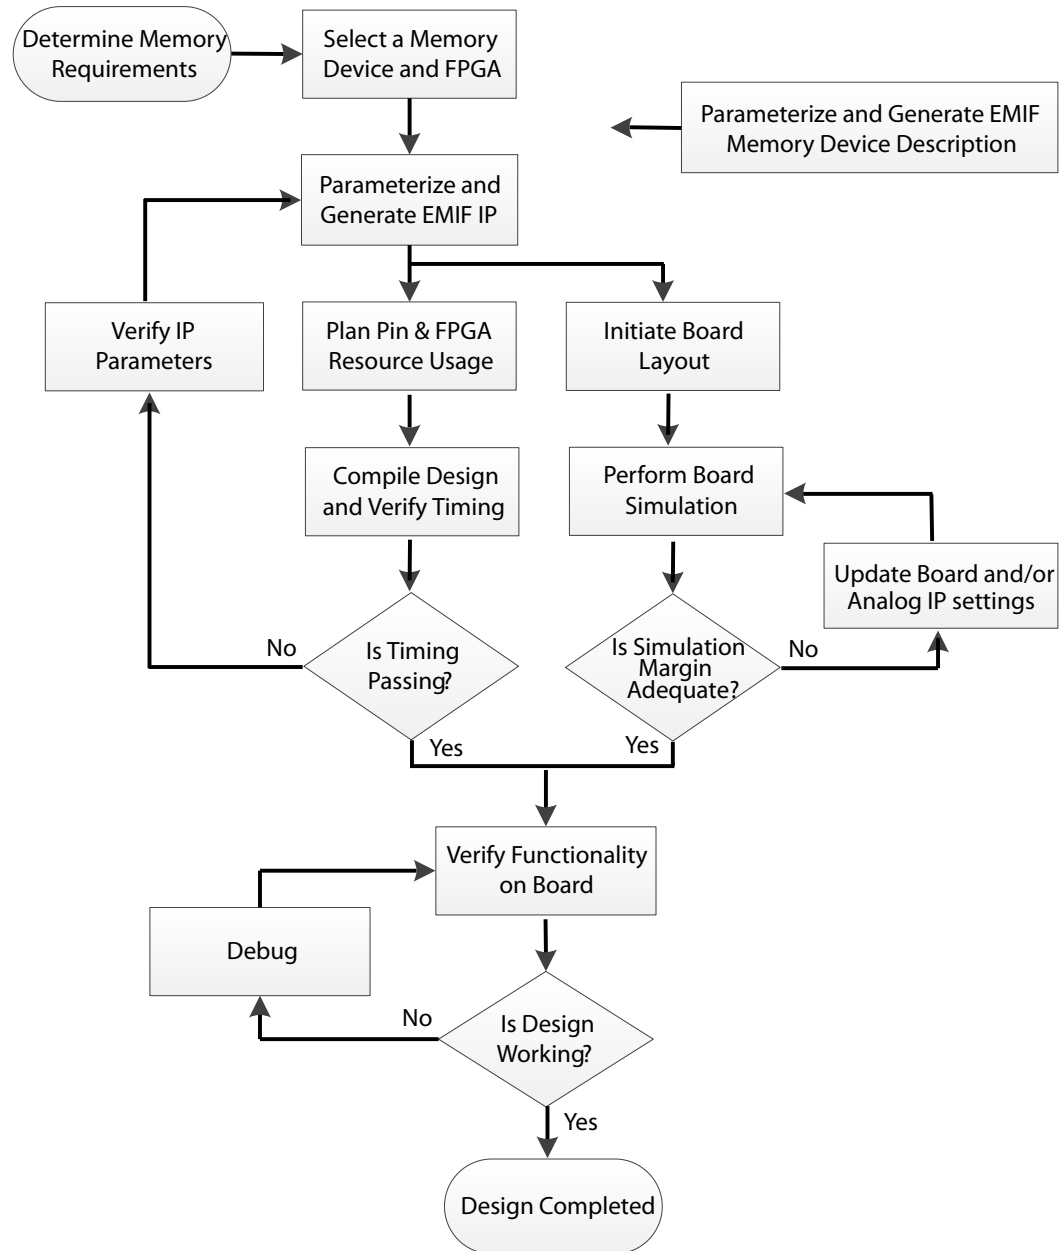 Determine Memory
Requirements
Select a Memory
Device and FPGA
Parameterize and Generate EMIF
Memory Device Description
Parameterize and
Generate EMIF IP
Verify IP
Parameters
Plan Pin & FPGA
Resource Usage
Initiate Board
Layout
Compile Design
and Verify Timing
Perform Board
Simulation
Update Board and/or
Analog IP settings
No
Is Timing
Passing?
Is Simulation
Margin
Adequate?
No
Yes
Yes
Verify Functionality
on Board
Debug
No
Is Design
Working?
Yes
Design Completed